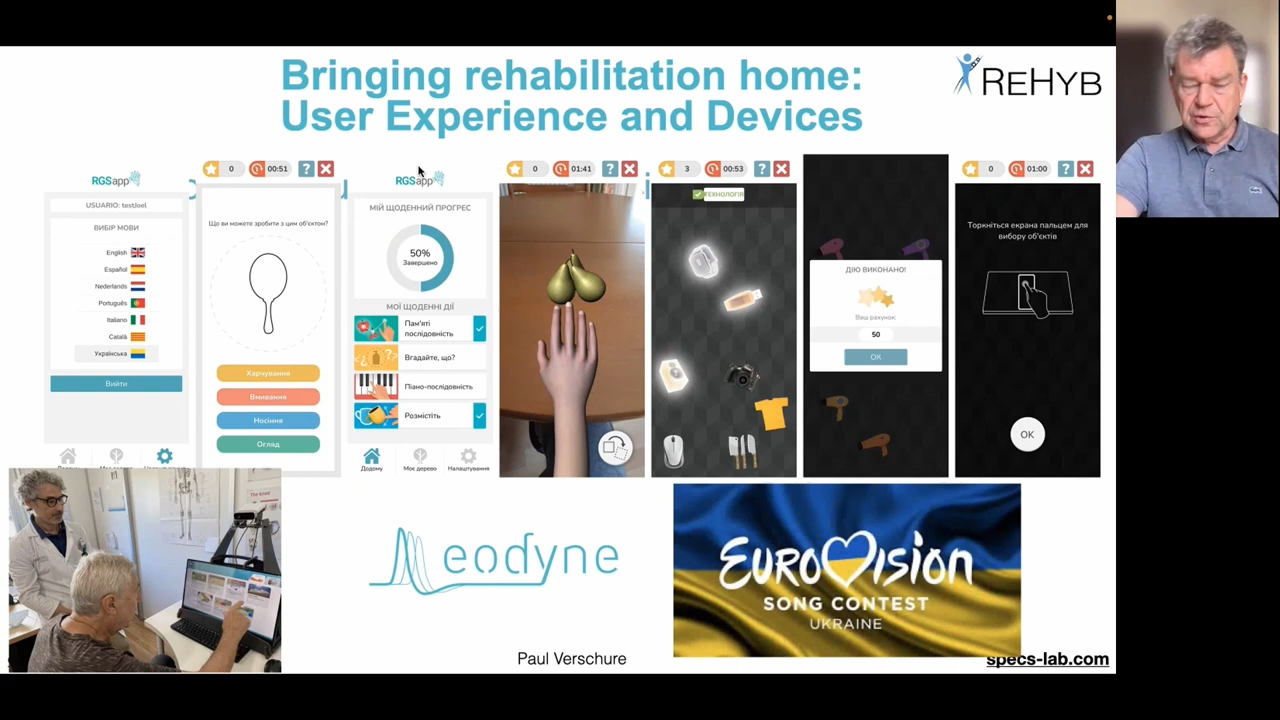 Bringing rehabilitation home:
User Experience and Devices
REHYB
RGSapp
USUARIO: testJoel
ВИБІР МОВИ
English
Español
Nederlands
Português
Italiano
Català
Українська
Вийти
0
00:51
?
Що ви можете зробити з цим об'єктом?
Харчування
Вмивання
Носіння
Огляд
RGSapp
МІЙ ЩОДЕННИЙ ПРОГРЕС
50%
Завершено
МОЇ ЩОДЕННІ ДІЇ
Пам'яті
послідовність
Вгадайте, що?
Піано-послідовність
Розмістіть
Додому
Моє дерево
Налаштування
0
01:41
?
3
00:53
?
ТЕХНОЛОГІЯ
ДІЮ ВИКОНАНО!
Ваш рахунок
50
OK
0
01:00
?
Торкніться екрана пальцем для
вибору об'єктів
OK
eodyne
EUROVISION
SONG CONTEST
UKRAINE
Paul Verschure
specs-lab.com